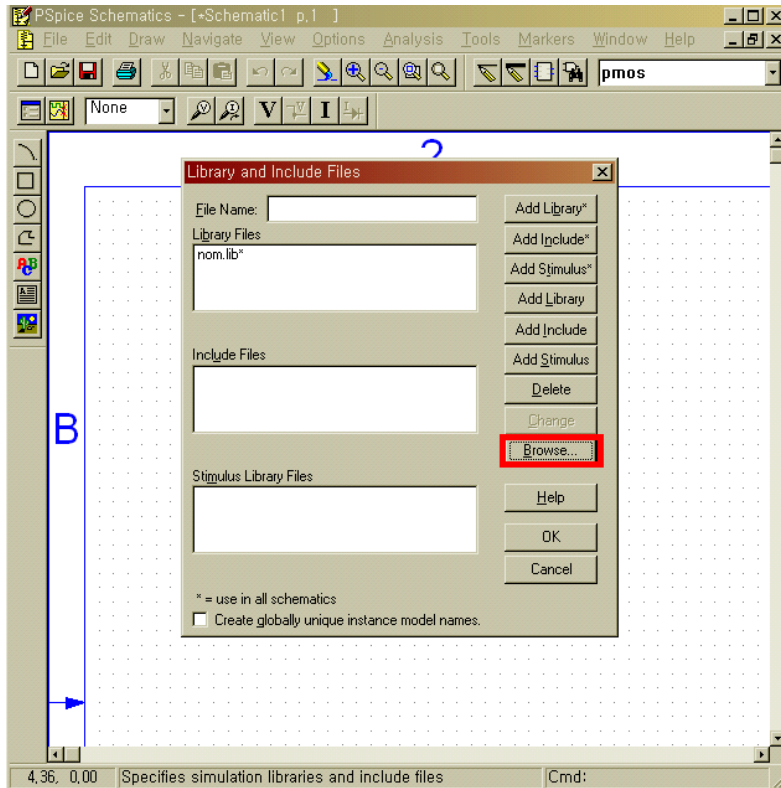 PSpice Schematics - [*Schematic1 p,1 ]
File Edit Draw Navigate View Options Analysis Tools Markers Window Help
pmos
None
V V I
B
Library and Include Files
File Name:
Library Files
nom.lib*
Include Files
Stimulus Library Files
* = use in all schematics
Create globally unique instance model names.
Add Library*
Add Include*
Add Stimulus*
Add Library
Add Include
Add Stimulus
Delete
Change
Browse...
Help
OK
Cancel
4,36, 0,00 Specifies simulation libraries and include files Cmd: